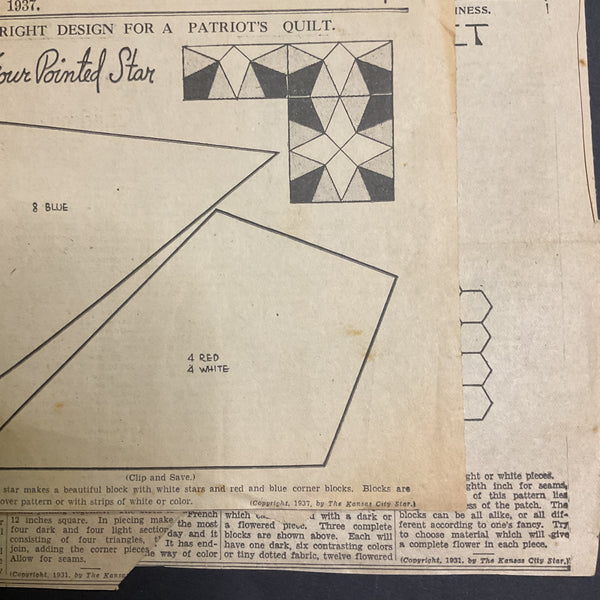 1937.
RIGHT DESIGN FOR A PATRIOT'S QUILT.
Four Pointed Star
8 BLUE
4 RED
4 WHITE
(Clip and Save.)
star makes a beautiful block with white stars and red and blue corner blocks. Blocks are
over pattern or with strips of white or color.
(Copyright, 1937, by The Kansas City Star.)
INESS.
12 inches square. In piecing make
four dark and four light section
consisting of four triangles,
join, adding the corner pieces.
Allow for seams.
(Copyright, 1931, by The Kansas
French
the most
day and it
It has end-
way of color
which
with a dark or
a flowered piece. Three complete
blocks are shown above. Each will
have one dark, six contrasting colors
or tiny dotted fabric, twelve flowered
ght or white pieces.
ghth inch for seams,
of this pattern lies
ss of the patch. The
blocks can be all alike, or all dif-
ferent according to one's fancy. Try
to choose material which will give
a complete flower in each piece.
(Copyright, 1931, by The Kansas City Star.)